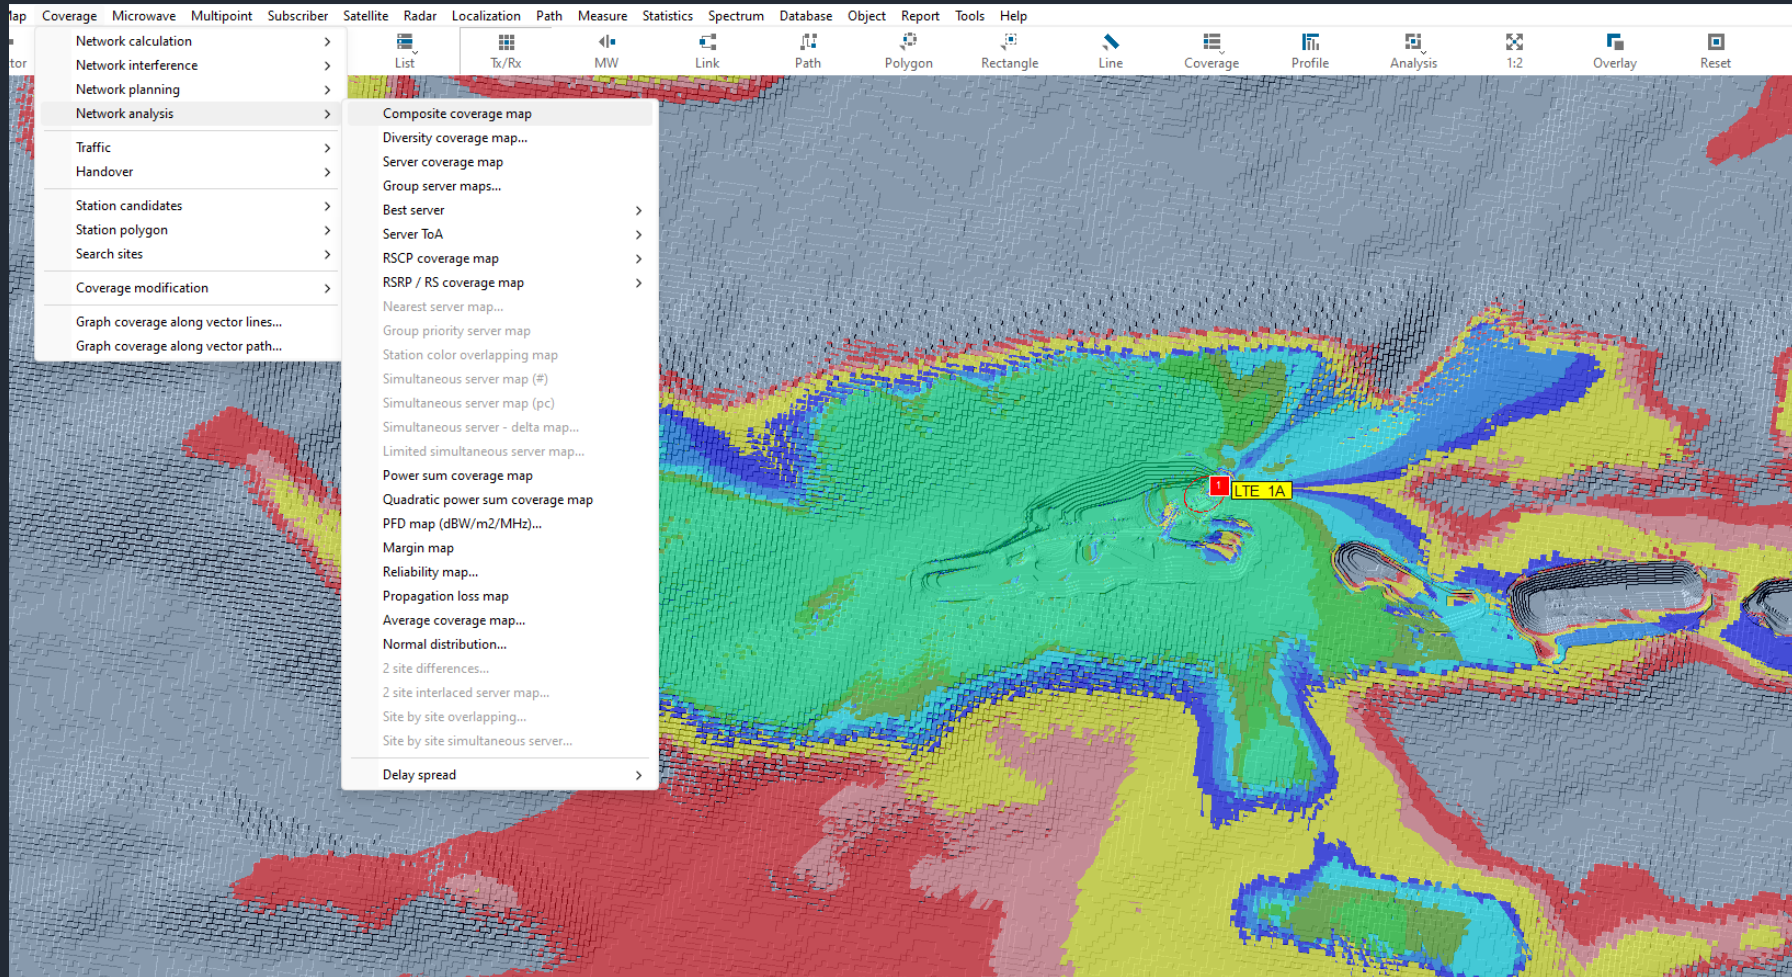 Coverage Microwave Multipoint Subscriber Satellite Radar Localization Path Measure Statistics Spectrum Database Object Report Tools Help
List Tx/Rx MW Link Path Polygon Rectangle Line Coverage Profile Analysis 1:2 Overlay Reset
Network calculation
Network interference
Network planning
Network analysis
Traffic
Handover
Station candidates
Station polygon
Search sites
Coverage modification
Graph coverage along vector lines...
Graph coverage along vector path...
Composite coverage map
Diversity coverage map...
Server coverage map
Group server maps...
Best server
Server ToA
RSCP coverage map
RSRP / RS coverage map
Nearest server map...
Group priority server map
Station color overlapping map
Simultaneous server map (#)
Simultaneous server map (pc)
Simultaneous server - delta map...
Limited simultaneous server map...
Power sum coverage map
Quadratic power sum coverage map
PFD map (dBW/m2/MHz)...
Margin map
Reliability map...
Propagation loss map
Average coverage map...
Normal distribution...
2 site differences...
2 site interlaced server map...
Site by site overlapping...
Site by site simultaneous server...
Delay spread
1
LTE 1A